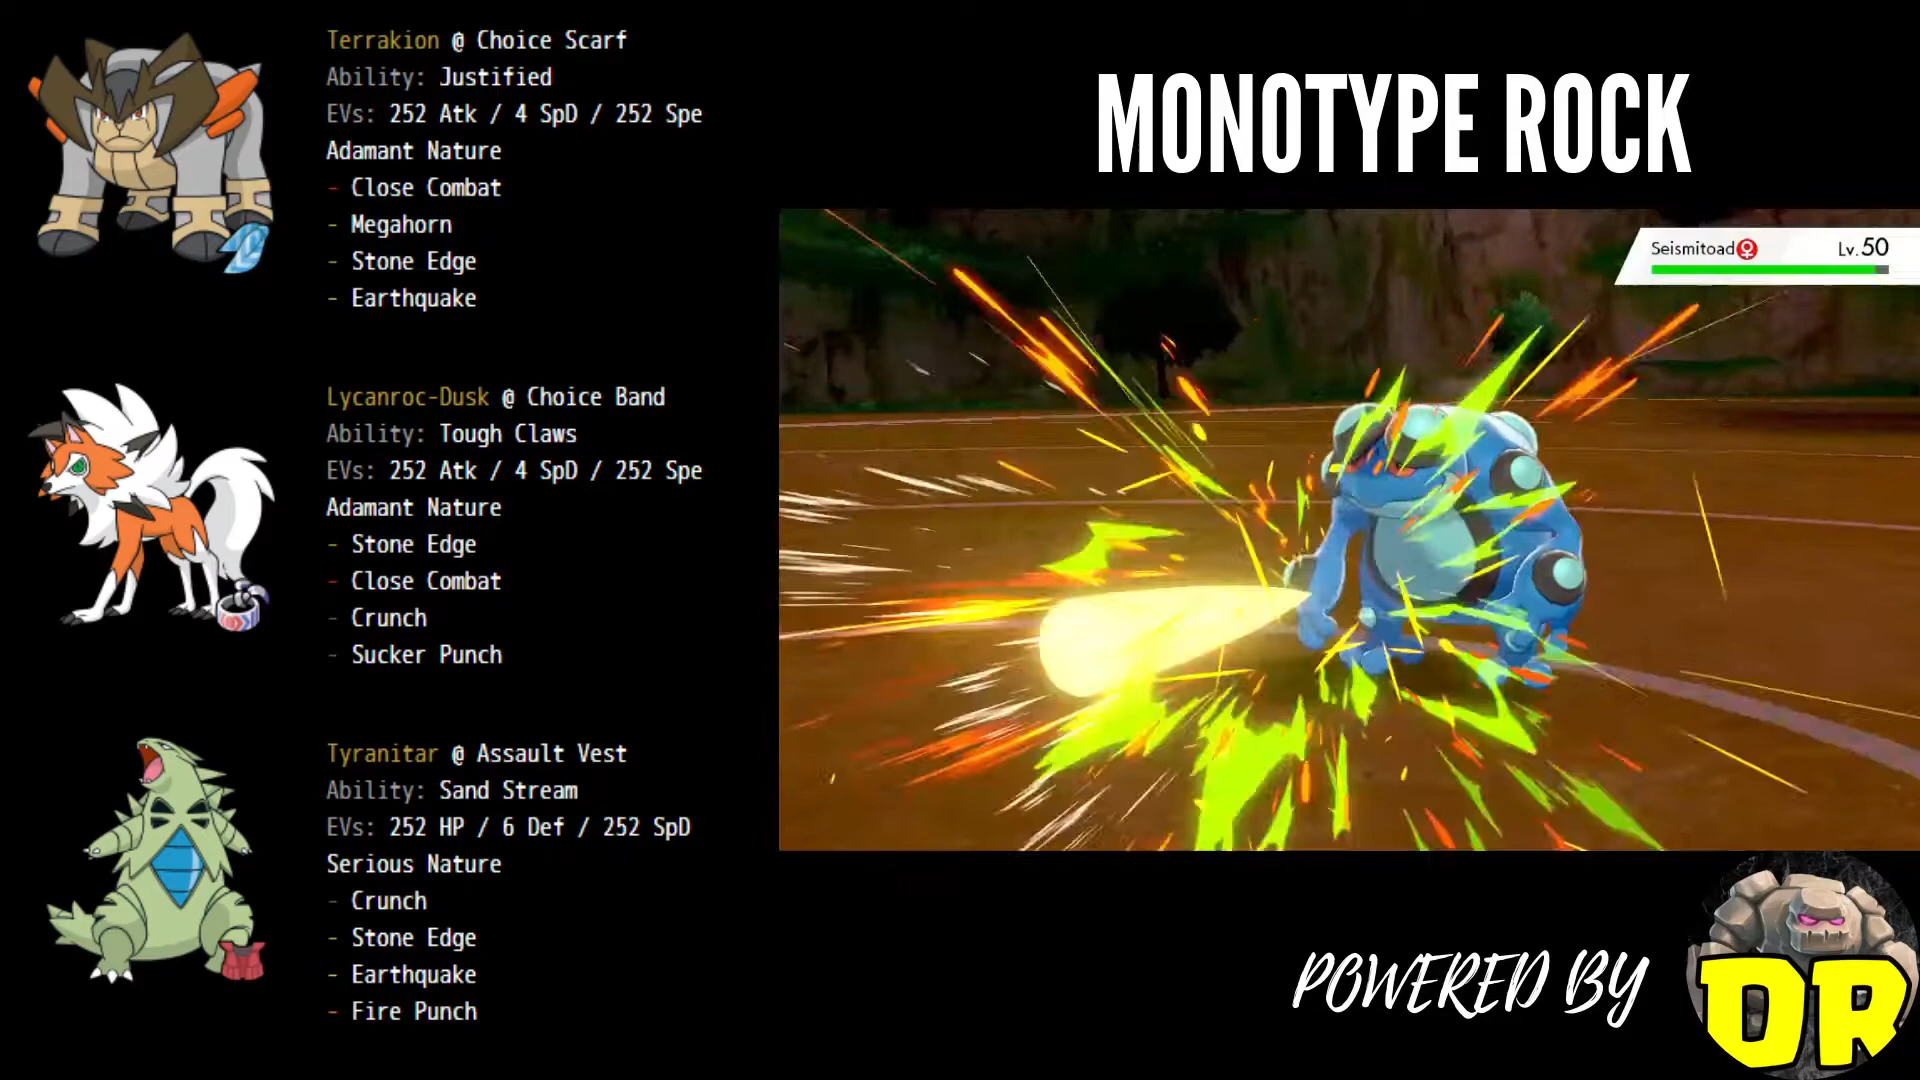 Terrakion @ Choice Scarf
Ability: Justified
EVs: 252 Atk / 4 SpD / 252 Spe
Adamant Nature
- Close Combat
- Megahorn
- Stone Edge
- Earthquake
Lycanroc-Dusk @ Choice Band
Ability: Tough Claws
EVs: 252 Atk / 4 SpD / 252 Spe
Adamant Nature
- Stone Edge
- Close Combat
- Crunch
- Sucker Punch
Tyranitar @ Assault Vest
Ability: Sand Stream
EVs: 252 HP / 6 Def / 252 SpD
Serious Nature
- Crunch
- Stone Edge
- Earthquake
- Fire Punch
MONOTYPE ROCK
Seismitoad♀ Lv. 50
POWERED BY
DR